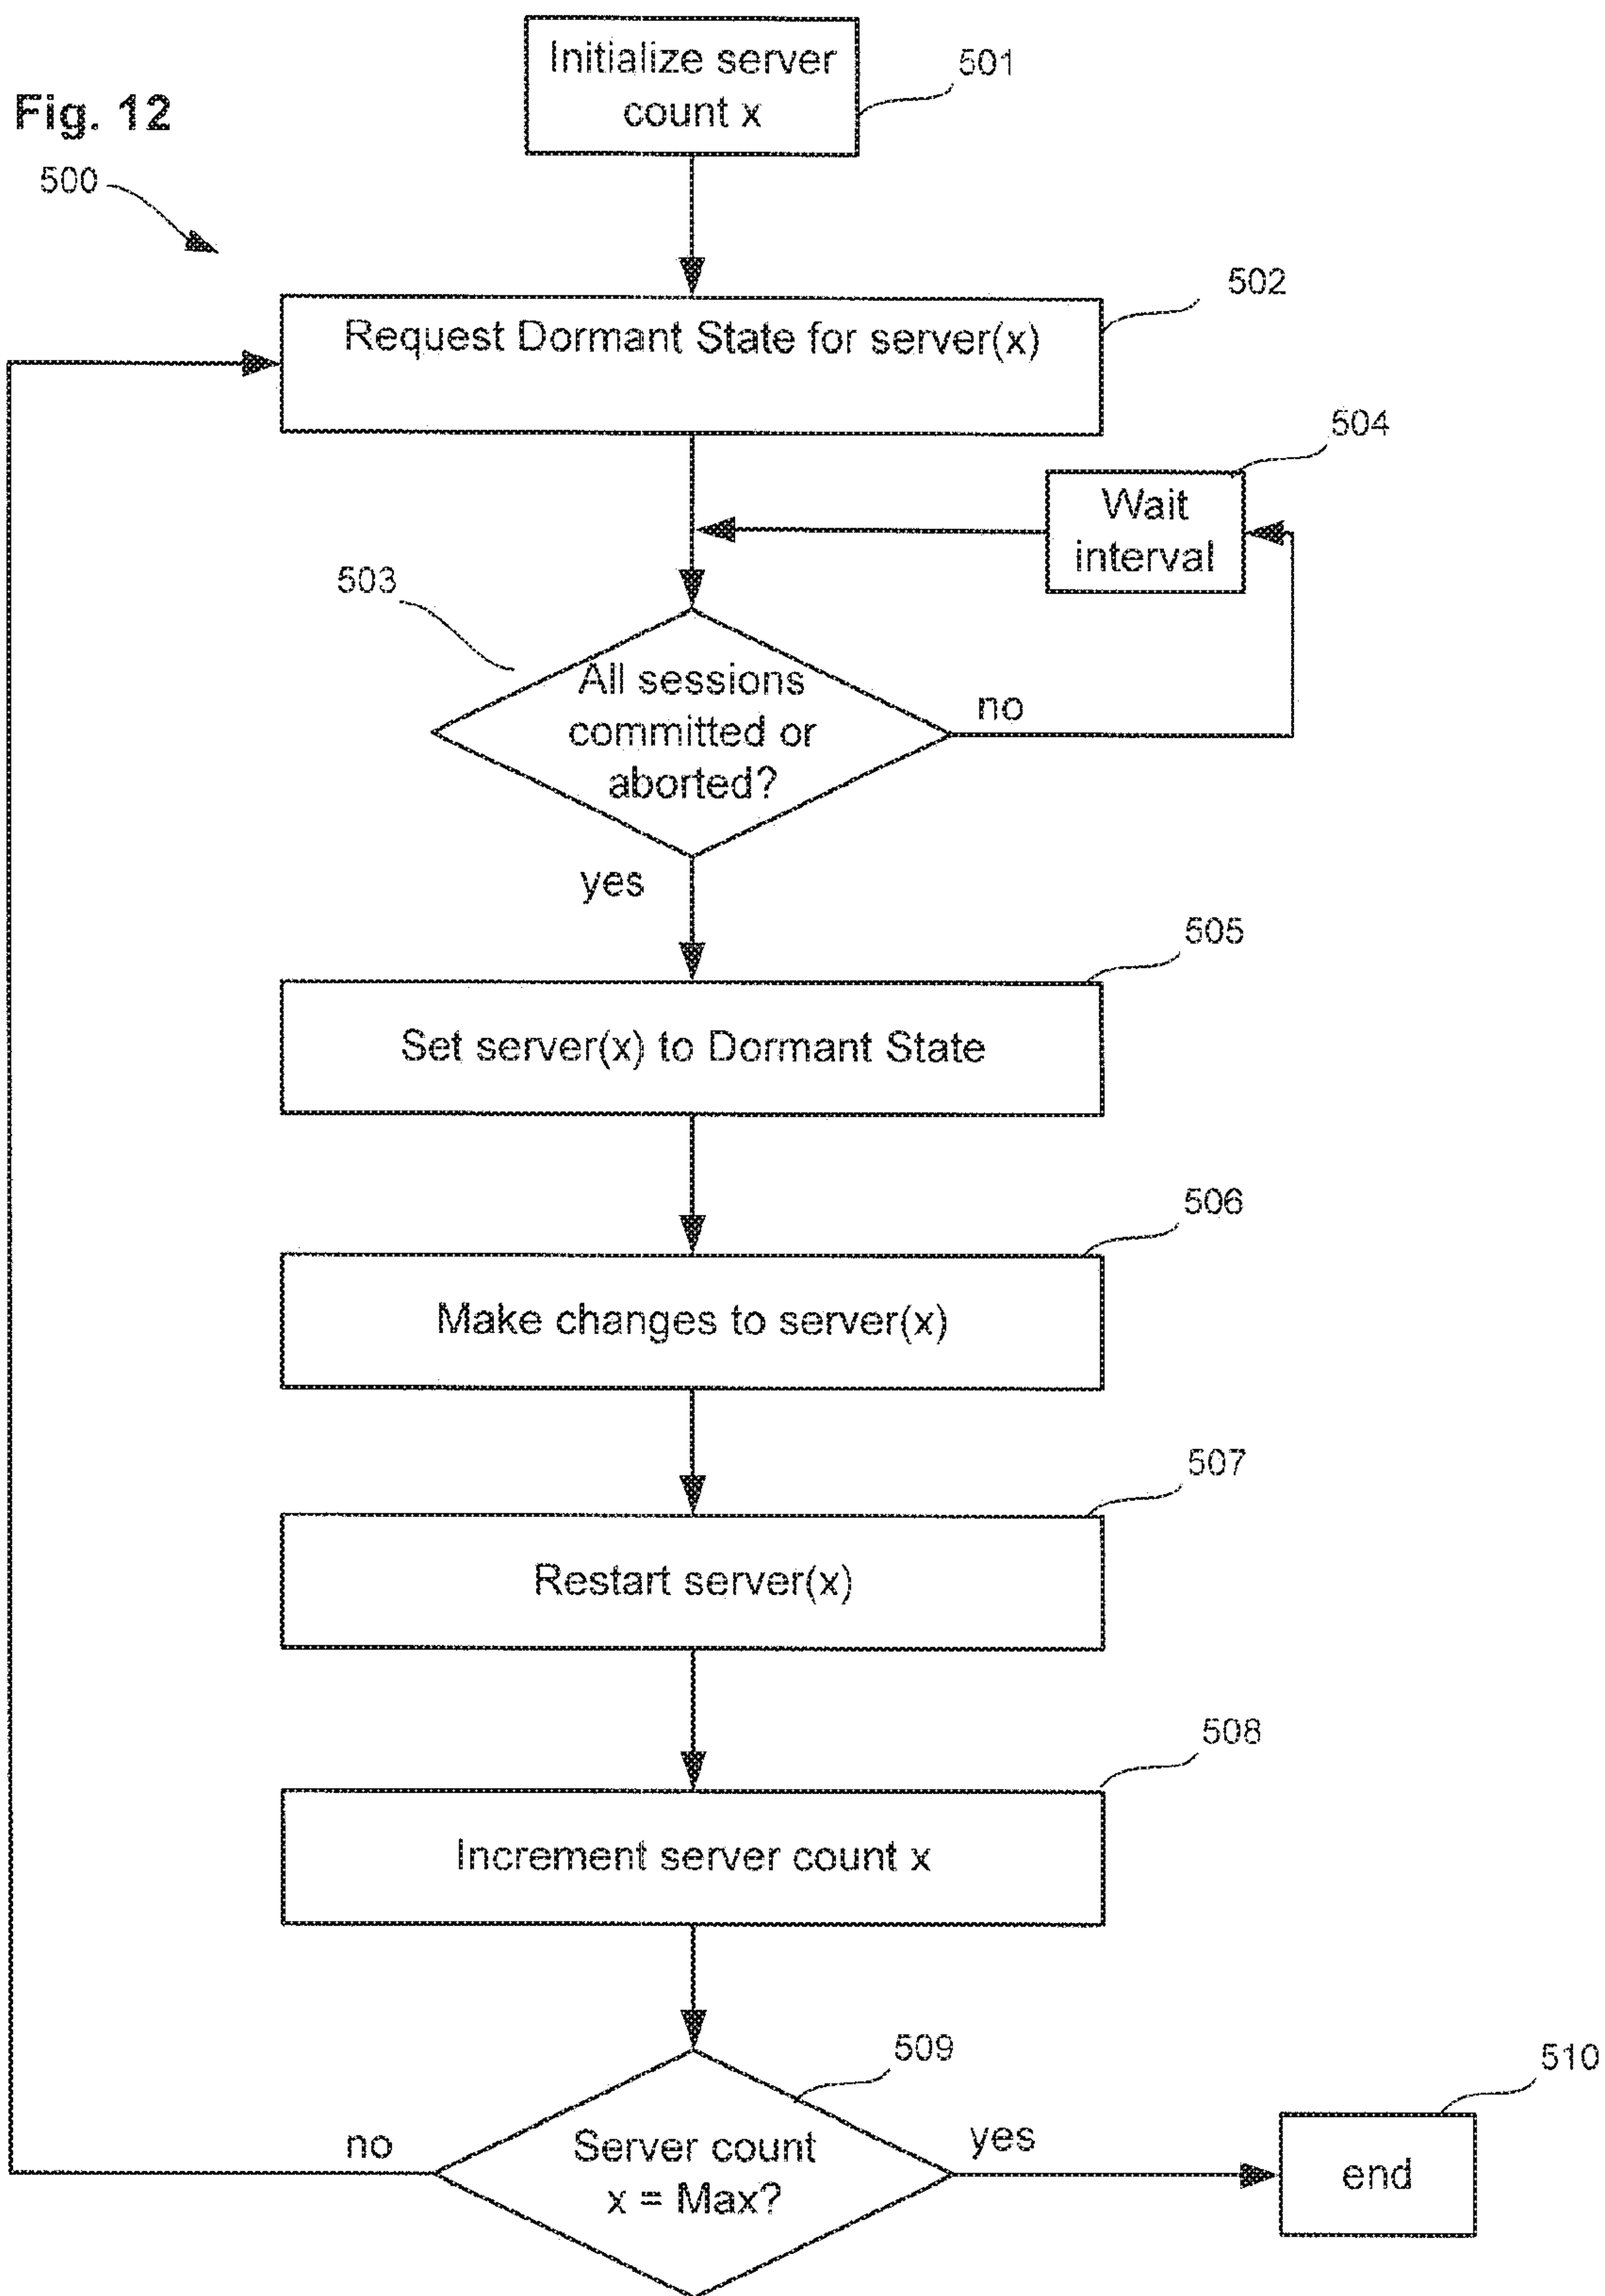 Fig. 12
500
Initialize server
count x
501
Request Dormant State for server(x)
502
504
Wait
interval
503
All sessions
committed or
aborted?
no
yes
505
Set server(x) to Dormant State
506
Make changes to server(x)
507
Restart server(x)
508
Increment server count x
509
510
Server count
x = Max?
no
yes
end